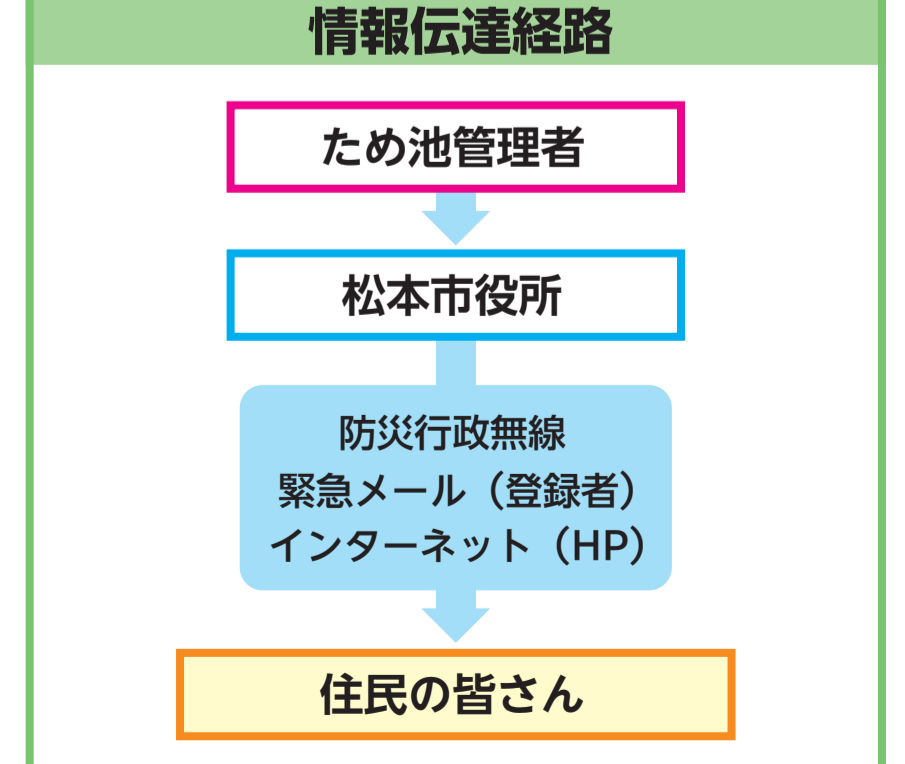 情報伝達経路
ため池管理者
松本市役所
防災行政無線
緊急メール（登録者）
インターネット（HP）
住民の皆さん